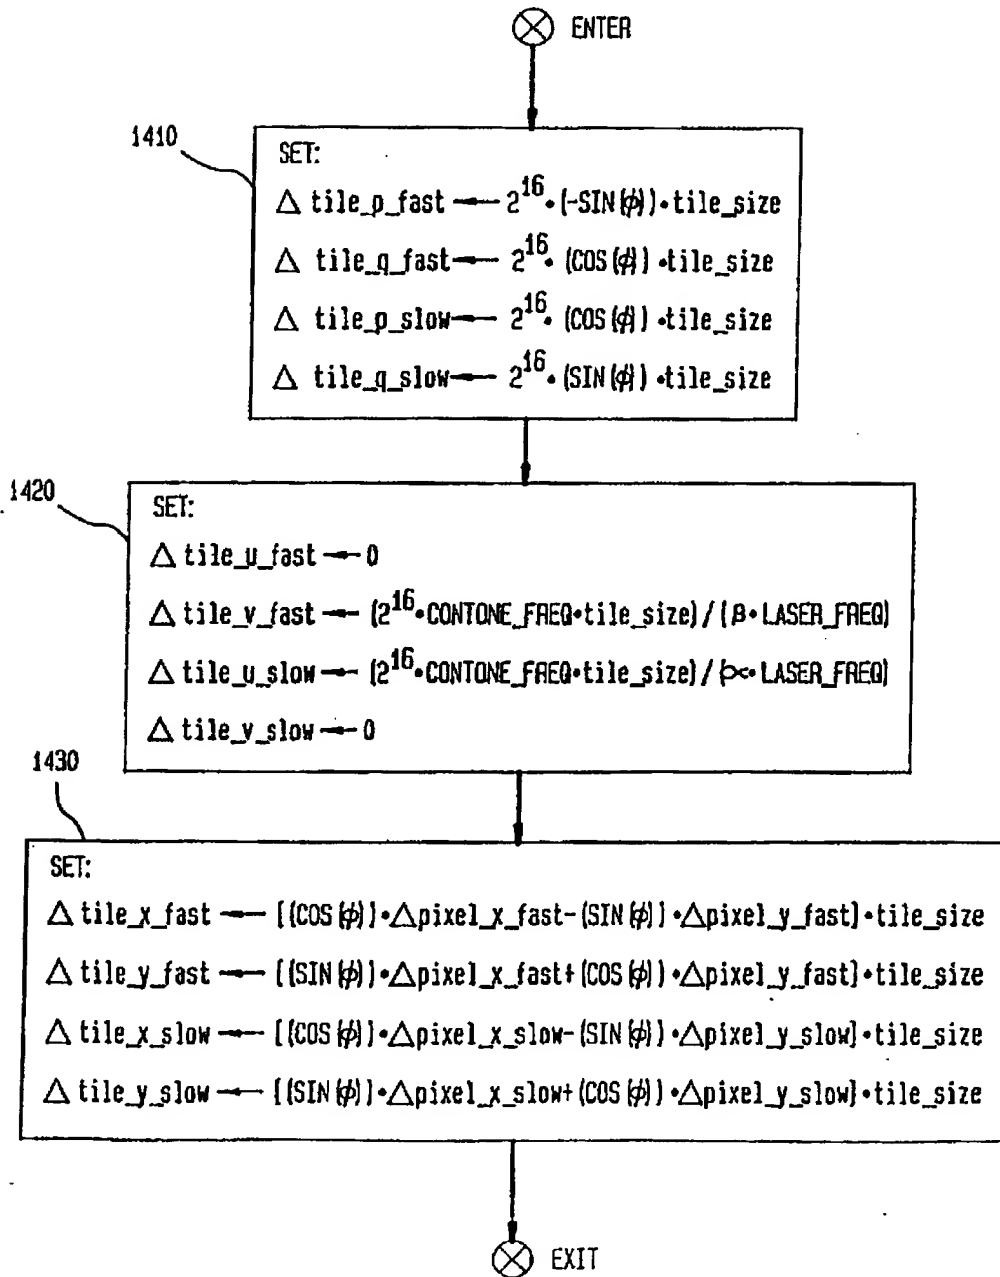 ENTER
1410
SET:
Δ tile_p_fast ← 2^16•(-SIN(ϕ))•tile_size
Δ tile_q_fast ← 2^16•(COS(ϕ))•tile_size
Δ tile_p_slow ← 2^16•(COS(ϕ))•tile_size
Δ tile_q_slow ← 2^16•(SIN(ϕ))•tile_size
1420
SET:
Δ tile_u_fast ← 0
Δ tile_v_fast ← (2^16•CONTONE_FREQ•tile_size)/(β•LASER_FREQ)
Δ tile_u_slow ← (2^16•CONTONE_FREQ•tile_size)/(∝•LASER_FREQ)
Δ tile_v_slow ← 0
1430
SET:
Δ tile_x_fast ← [(COS(ϕ))•Δpixel_x_fast-(SIN(ϕ))•Δpixel_y_fast]•tile_size
Δ tile_y_fast ← [(SIN(ϕ))•Δpixel_x_fast+(COS(ϕ))•Δpixel_y_fast]•tile_size
Δ tile_x_slow ← [(COS(ϕ))•Δpixel_x_slow-(SIN(ϕ))•Δpixel_y_slow]•tile_size
Δ tile_y_slow ← [(SIN(ϕ))•Δpixel_x_slow+(COS(ϕ))•Δpixel_y_slow]•tile_size
EXIT